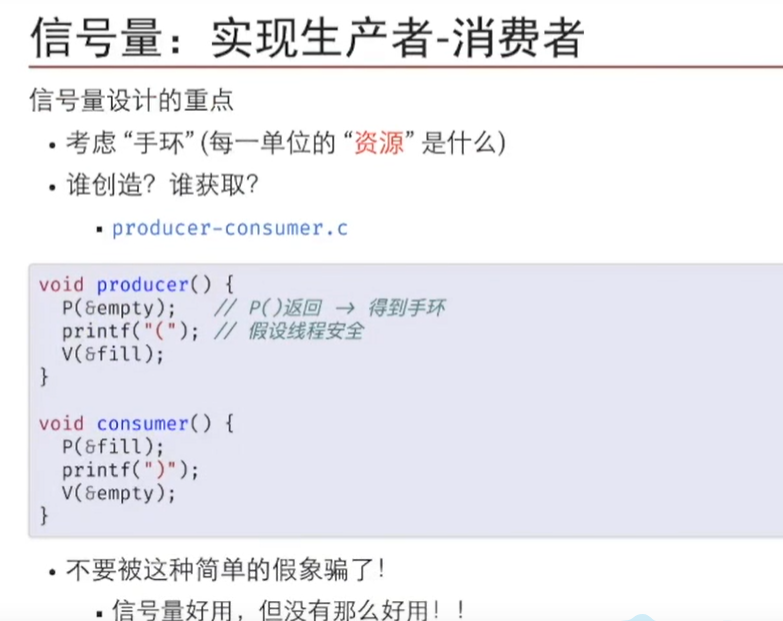 信号量：实现生产者-消费者
信号量设计的重点
• 考虑 “手环” (每一单位的 “资源” 是什么)
• 谁创造？谁获取？
▪ producer-consumer.c
void producer() {
  P(&empty);   // P()返回 → 得到手环
  printf("("); // 假设线程安全
  V(&fill);
}
void consumer() {
  P(&fill);
  printf(")");
  V(&empty);
}
• 不要被这种简单的假象骗了！
▪ 信号量好用，但没有那么好用！！